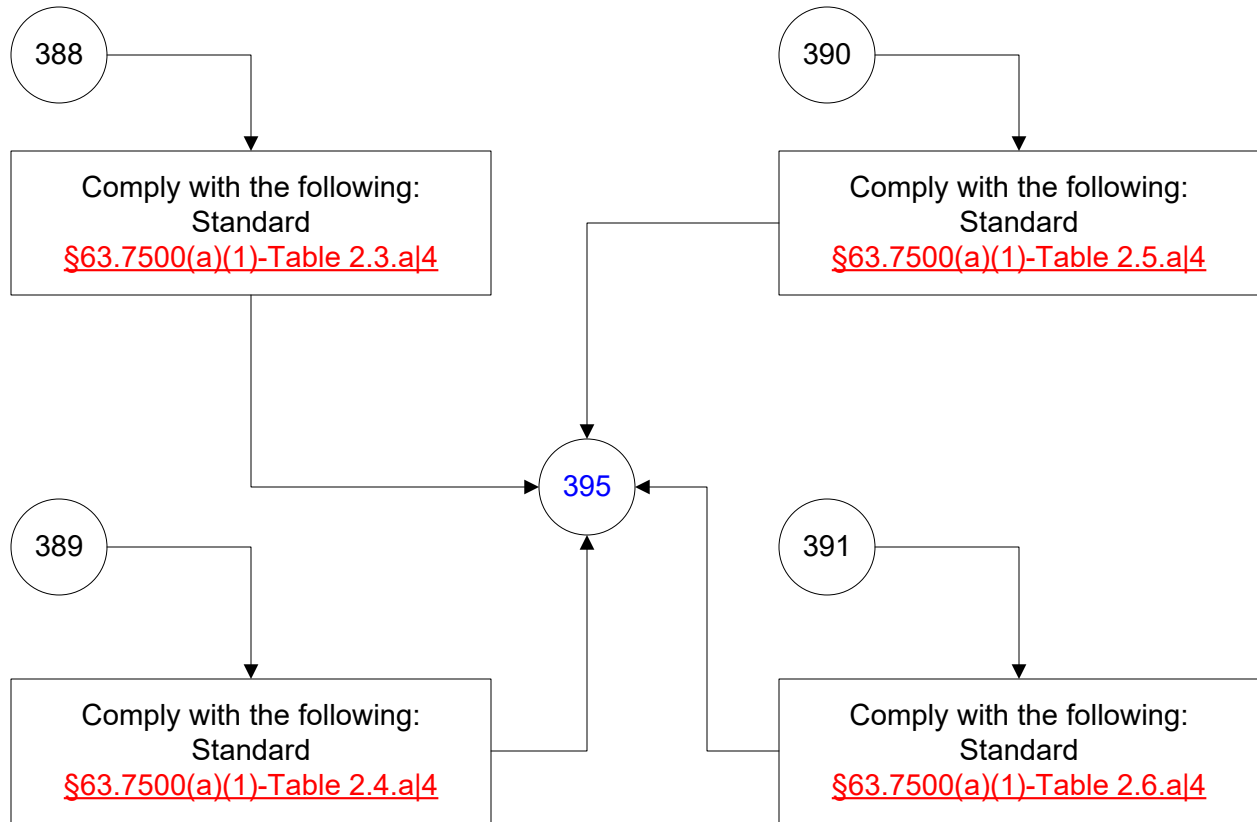 388
Comply with the following:
Standard
§63.7500(a)(1)-Table 2.3.a|4
390
Comply with the following:
Standard
§63.7500(a)(1)-Table 2.5.a|4
395
389
Comply with the following:
Standard
§63.7500(a)(1)-Table 2.4.a|4
391
Comply with the following:
Standard
§63.7500(a)(1)-Table 2.6.a|4